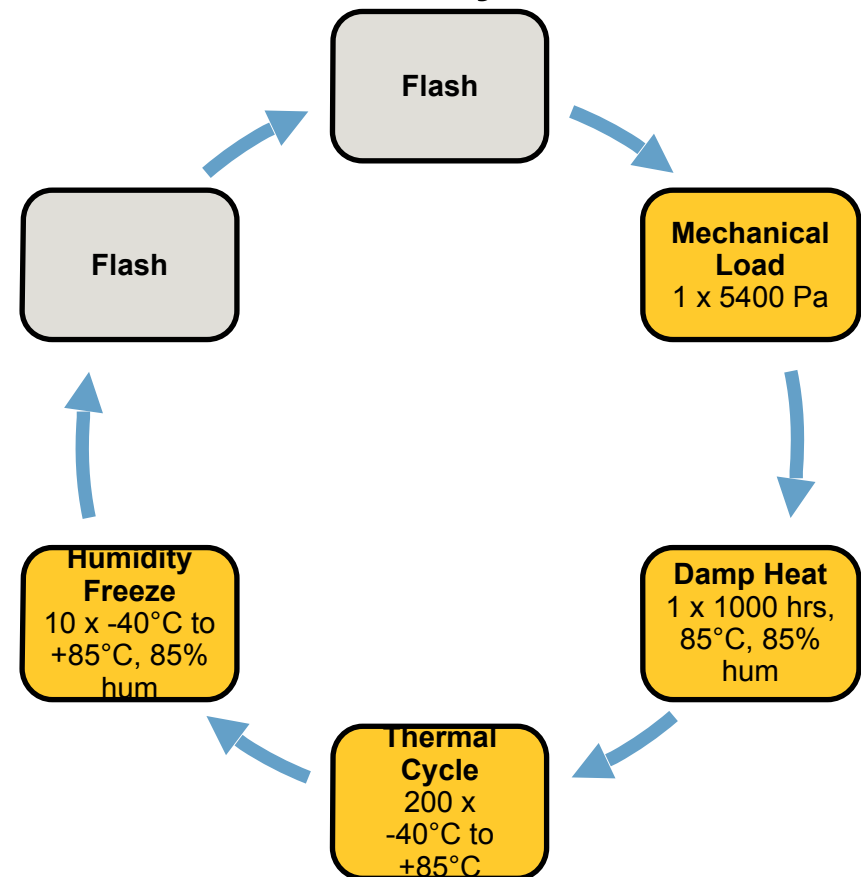 Flash
Mechanical
Load
1 x 5400 Pa
Damp Heat
1 x 1000 hrs,
85°C, 85%
hum
Thermal
Cycle
200 x
-40°C to
+85°C
Humidity
Freeze
10 x -40°C to
+85°C, 85%
hum
Flash